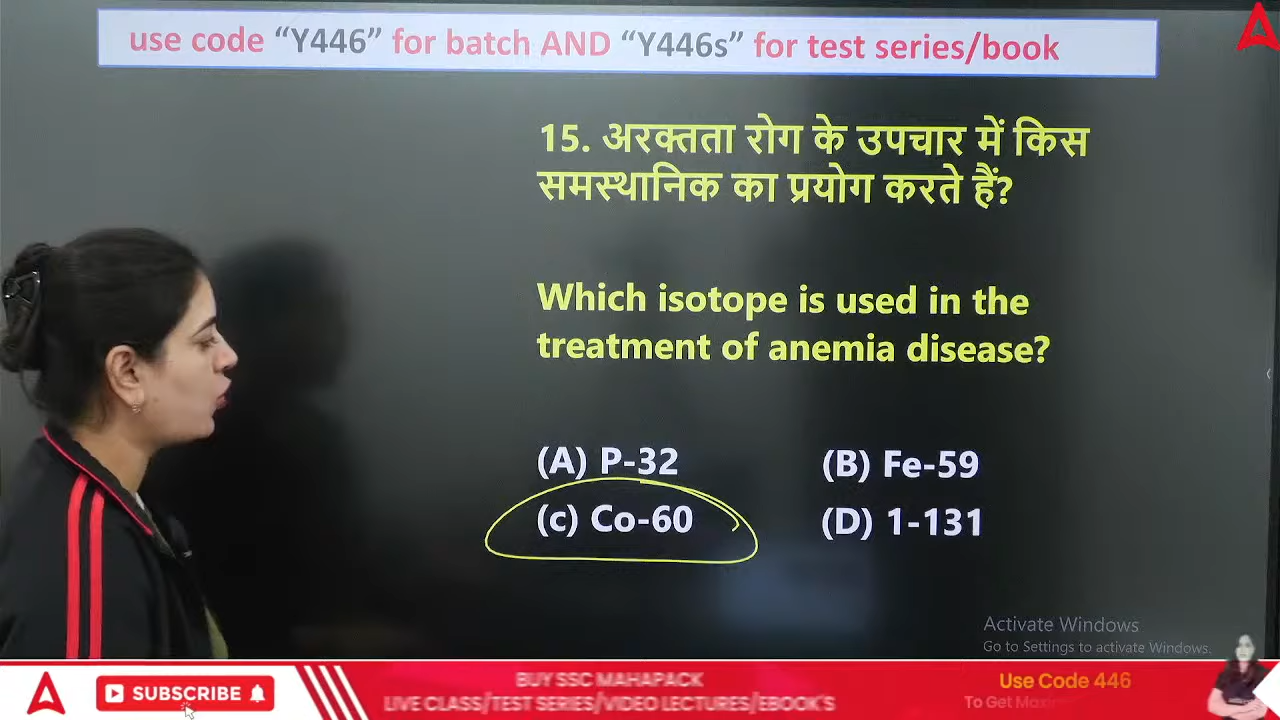 use code “Y446” for batch AND “Y446s” for test series/book
15. अरक्तता रोग के उपचार में किस
समस्थानिक का प्रयोग करते हैं?
Which isotope is used in the
treatment of anemia disease?
(A) P-32 (B) Fe-59
(c) Co-60 (D) 1-131
Activate Windows
Go to Settings to activate Windows.
SUBSCRIBE
BUY SSC MAHAPACK
LIVE CLASS/TEST SERIES/VIDEO LECTURES/EBOOK'S
Use Code 446
To Get